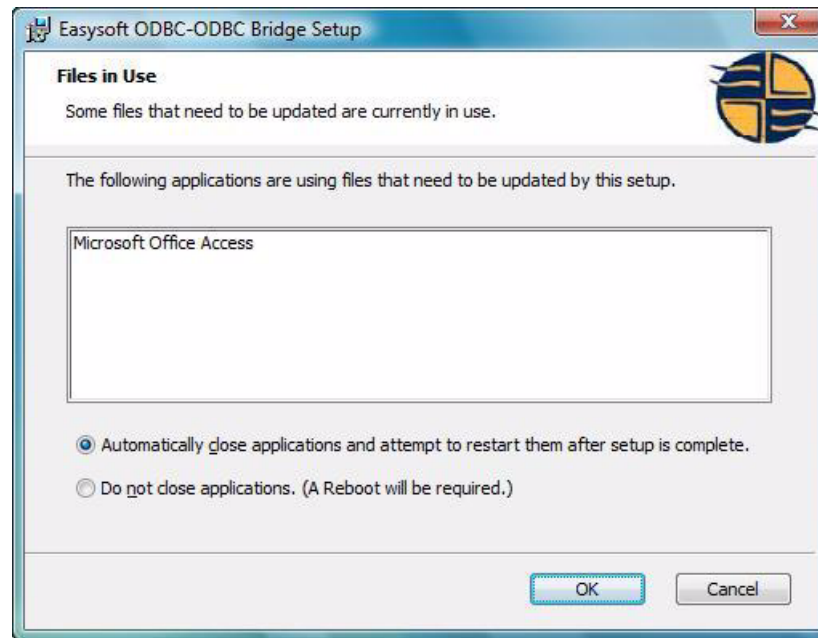 Easysoft ODBC-ODBC Bridge Setup
Files in Use
Some files that need to be updated are currently in use.
The following applications are using files that need to be updated by this setup.
Microsoft Office Access
Automatically close applications and attempt to restart them after setup is complete.
Do not close applications. (A Reboot will be required.)
OK
Cancel